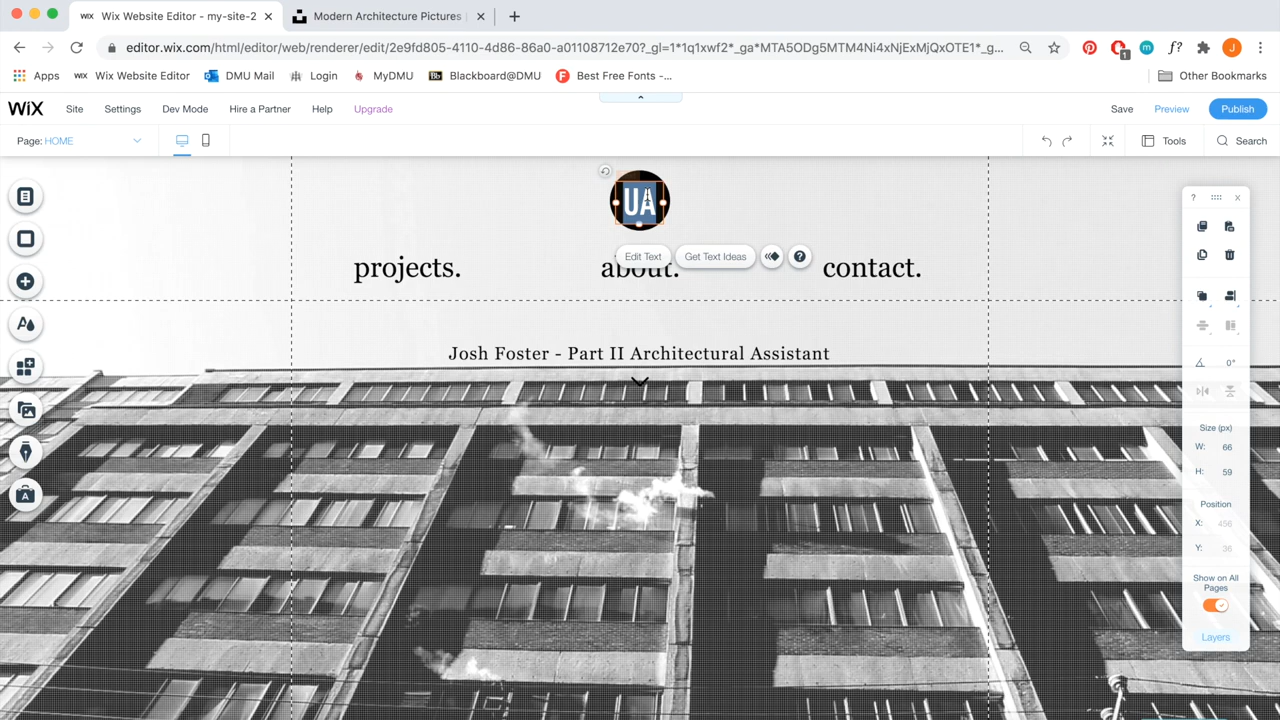 Wix Website Editor - my-site-2
Modern Architecture Pictures
editor.wix.com/html/editor/web/renderer/edit/2e9fd805-4110-4d86-86a0-a01108712e70?_gl=1*1q1xwf2*_ga*MTA5ODg5MTM4Ni4xNjExMjQxOTE1*_g...
1
f?
J
Apps
WiX Wix Website Editor
DMU Mail
Login
MyDMU
Bb Blackboard@DMU
F Best Free Fonts -...
Other Bookmarks
WiX
Site
Settings
Dev Mode
Hire a Partner
Help
Upgrade
Save
Preview
Publish
Page: HOME
Tools
Search
UA
Edit Text
Get Text Ideas
?
projects.
about.
contact.
Josh Foster - Part II Architectural Assistant
?
0°
Size (px)
W: 66
H: 59
Position
X: 456
Y: 36
Show on All
Pages
Layers